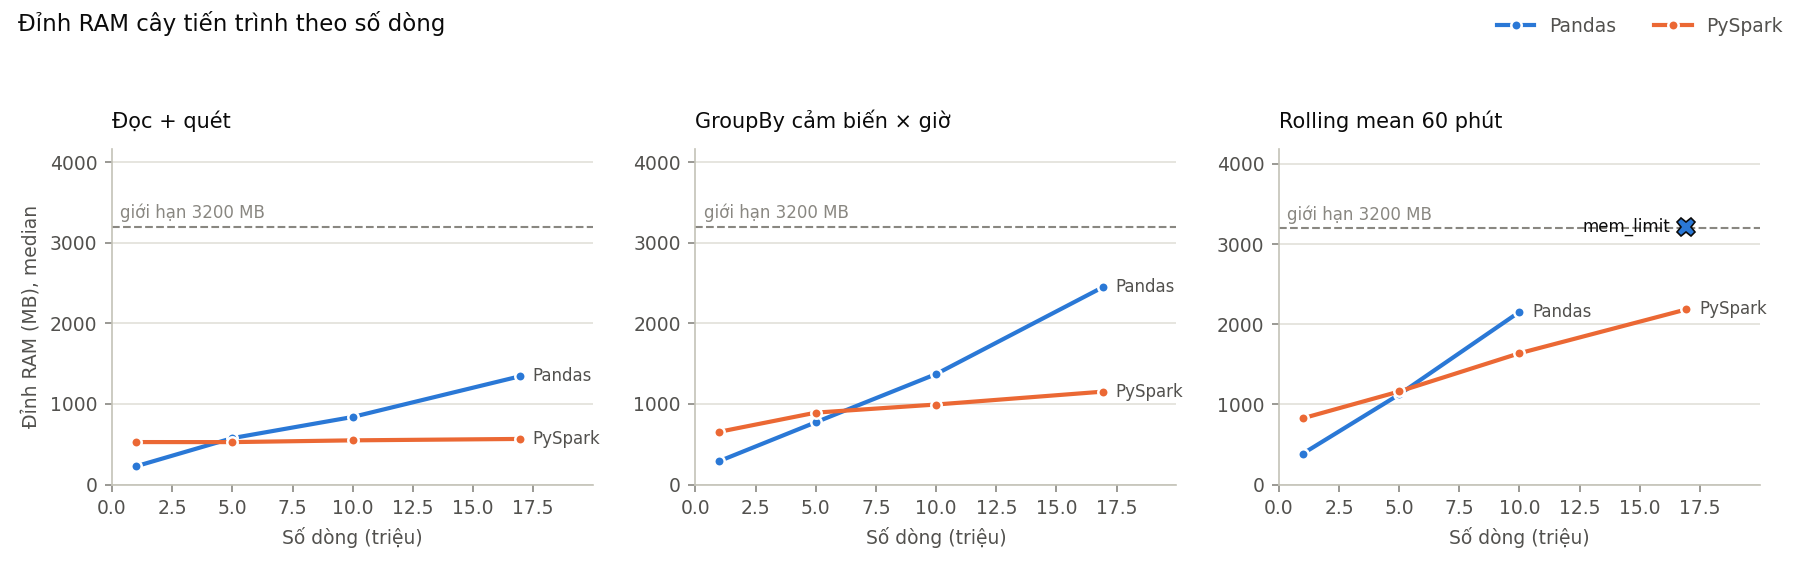 Đỉnh RAM cây tiến trình theo số dòng
Pandas
PySpark
Đọc + quét
4000
3000
2000
1000
0
Đỉnh RAM (MB), median
giới hạn 3200 MB
Pandas
PySpark
0.0 2.5 5.0 7.5 10.0 12.5 15.0 17.5
Số dòng (triệu)
GroupBy cảm biến × giờ
4000
3000
2000
1000
0
giới hạn 3200 MB
Pandas
PySpark
0.0 2.5 5.0 7.5 10.0 12.5 15.0 17.5
Số dòng (triệu)
Rolling mean 60 phút
4000
3000
2000
1000
0
giới hạn 3200 MB
mem_limit
Pandas
PySpark
0.0 2.5 5.0 7.5 10.0 12.5 15.0 17.5
Số dòng (triệu)